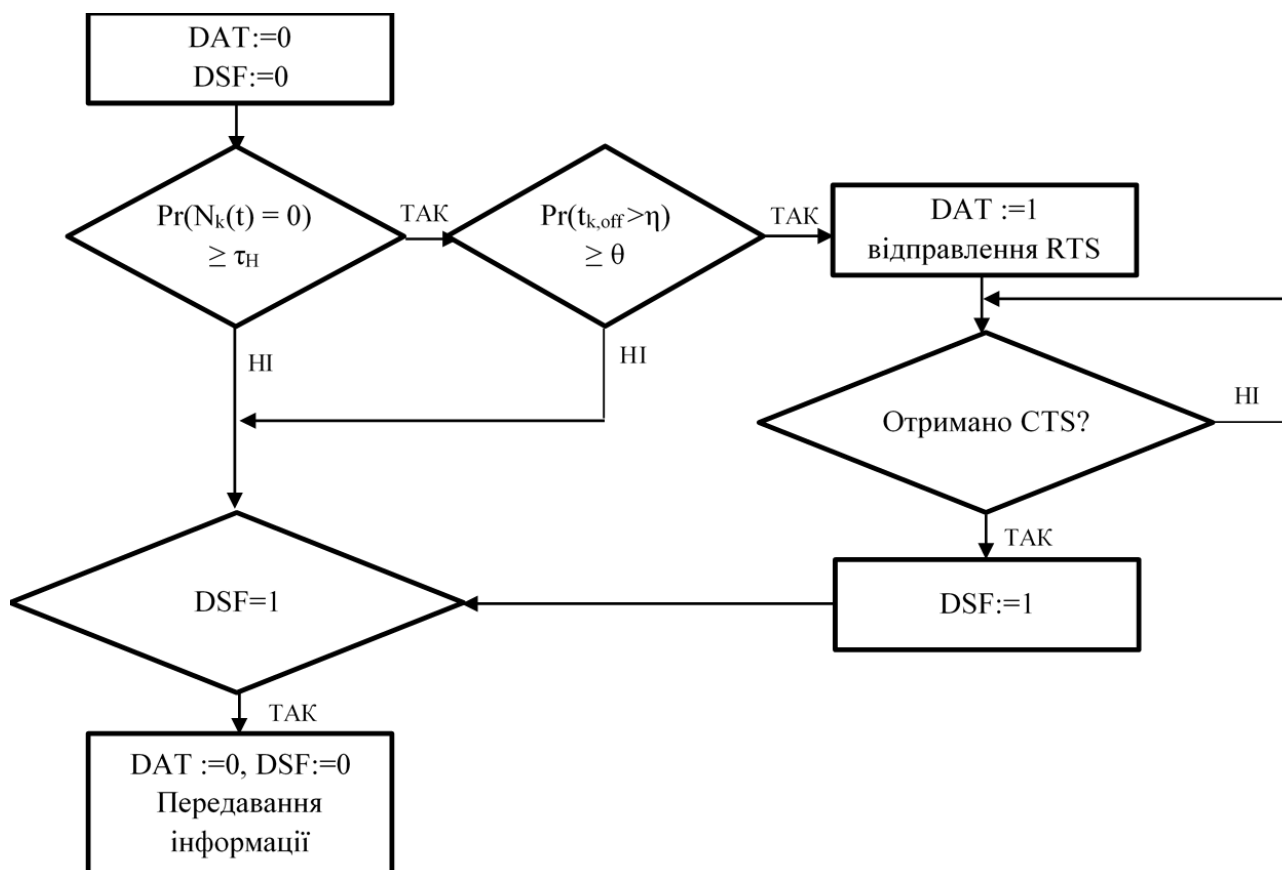 DAT:=0
DSF:=0
Pr(Nk(t) = 0)
≥ τH
ТАК
Pr(tk,off>η)
≥ θ
ТАК
DAT :=1
відправлення RTS
НІ
НІ
Отримано CTS?
НІ
ТАК
DSF=1
DSF:=1
ТАК
DAT :=0, DSF:=0
Передавання
інформації